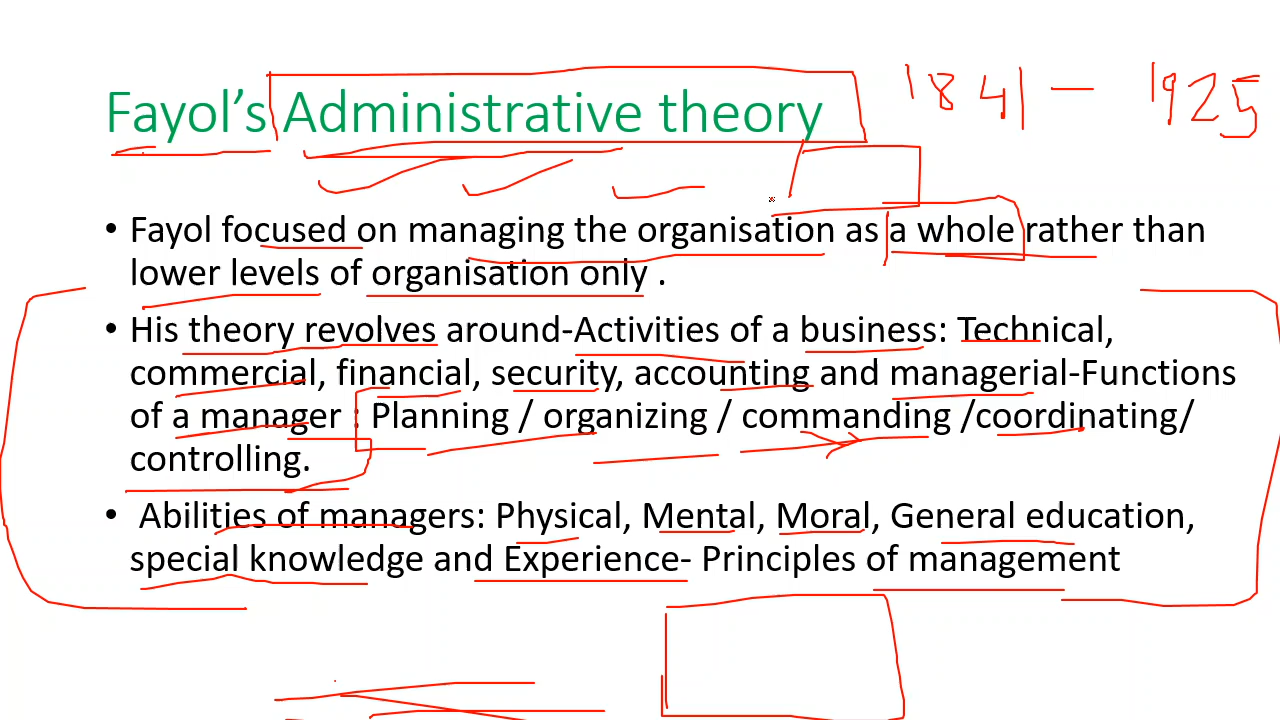 Fayol's Administrative theory 1841 – 1925
• Fayol focused on managing the organisation as a whole rather than
lower levels of organisation only .
• His theory revolves around-Activities of a business: Technical,
commercial, financial, security, accounting and managerial-Functions
of a manager : Planning / organizing / commanding /coordinating/
controlling.
• Abilities of managers: Physical, Mental, Moral, General education,
special knowledge and Experience- Principles of management